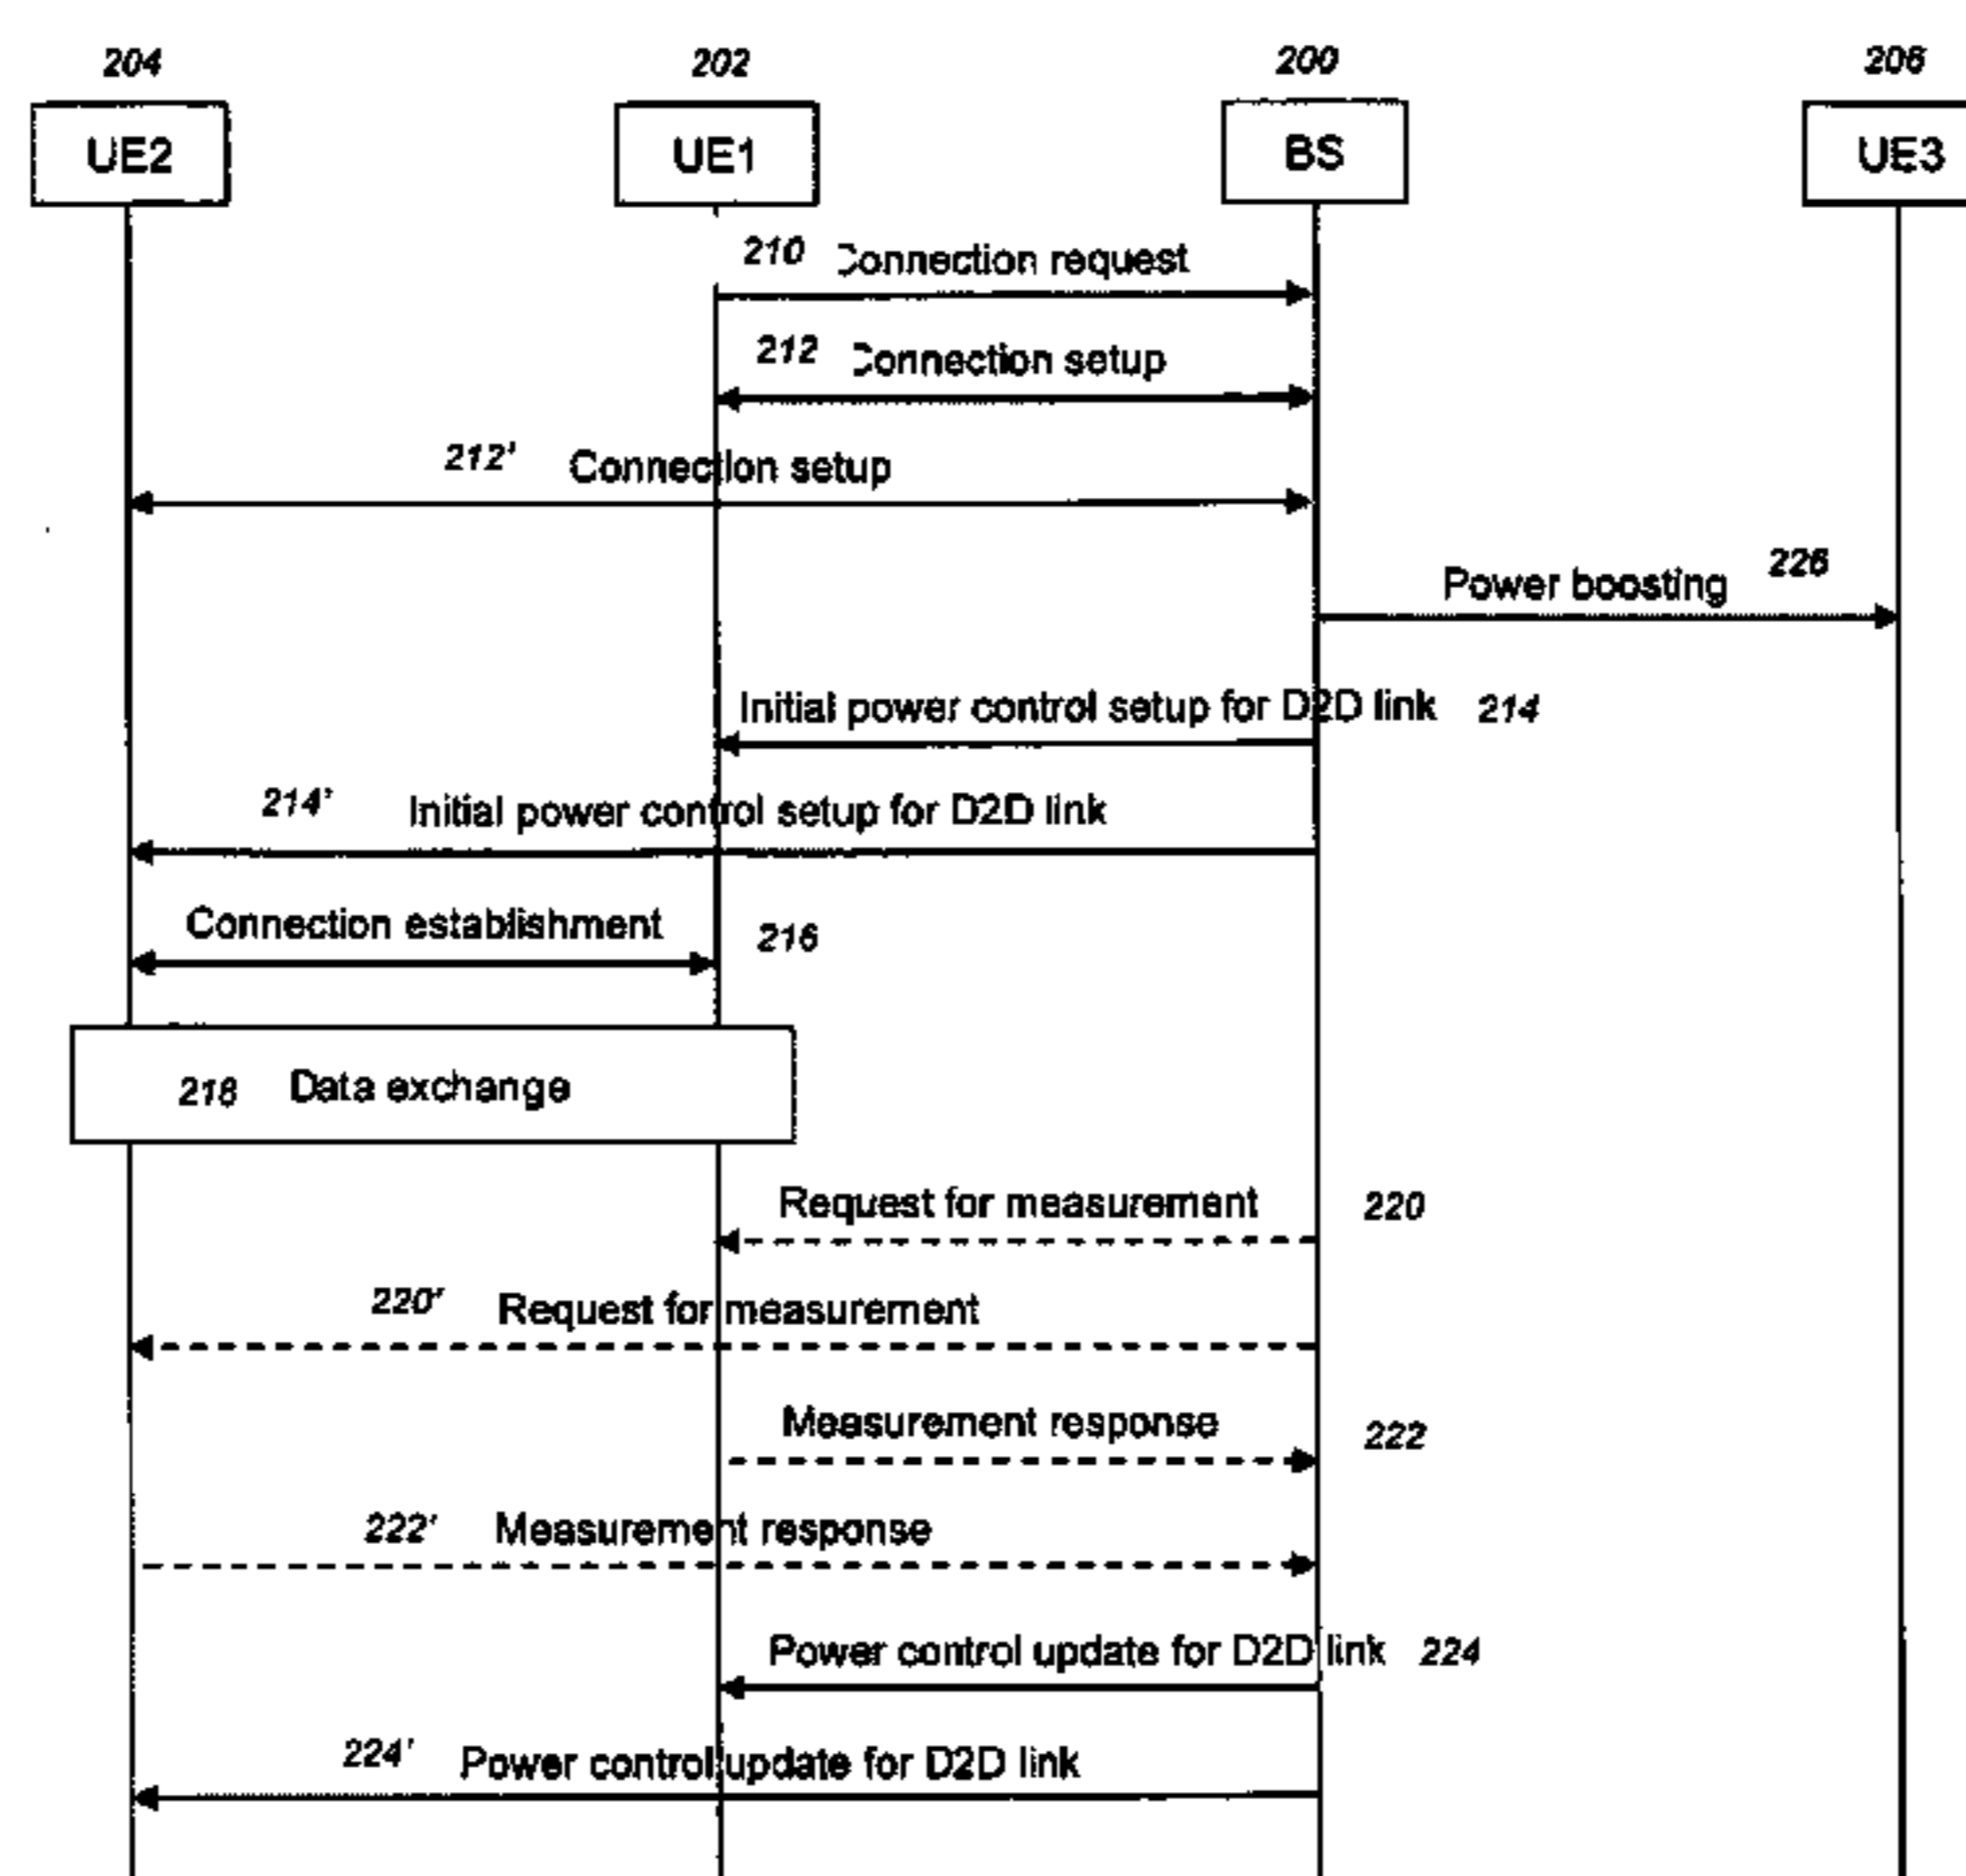 204 202 200 206
UE2 UE1 BS UE3
210 Connection request
212 Connection setup
212' Connection setup
Power boosting 226
Initial power control setup for D2D link 214
214' Initial power control setup for D2D link
Connection establishment 216
218 Data exchange
Request for measurement 220
220' Request for measurement
Measurement response 222
222' Measurement response
Power control update for D2D link 224
224' Power control update for D2D link